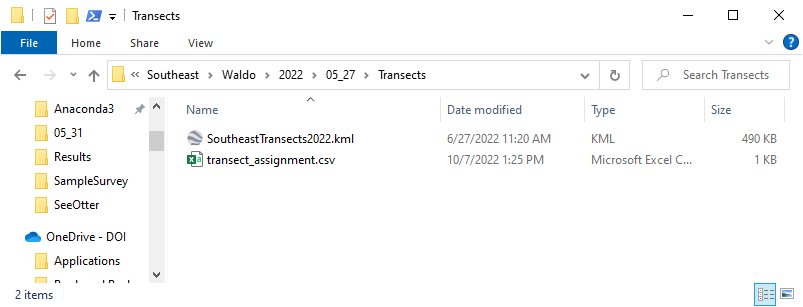 Transects
File Home Share View
« Southeast > Waldo > 2022 > 05_27 > Transects
Search Transects
Name Date modified Type Size
Anaconda3
05_31
Results
SampleSurvey
SeeOtter
OneDrive - DOI
Applications
SoutheastTransects2022.kml 6/27/2022 11:20 AM KML 490 KB
transect_assignment.csv 10/7/2022 1:25 PM Microsoft Excel C... 1 KB
2 items